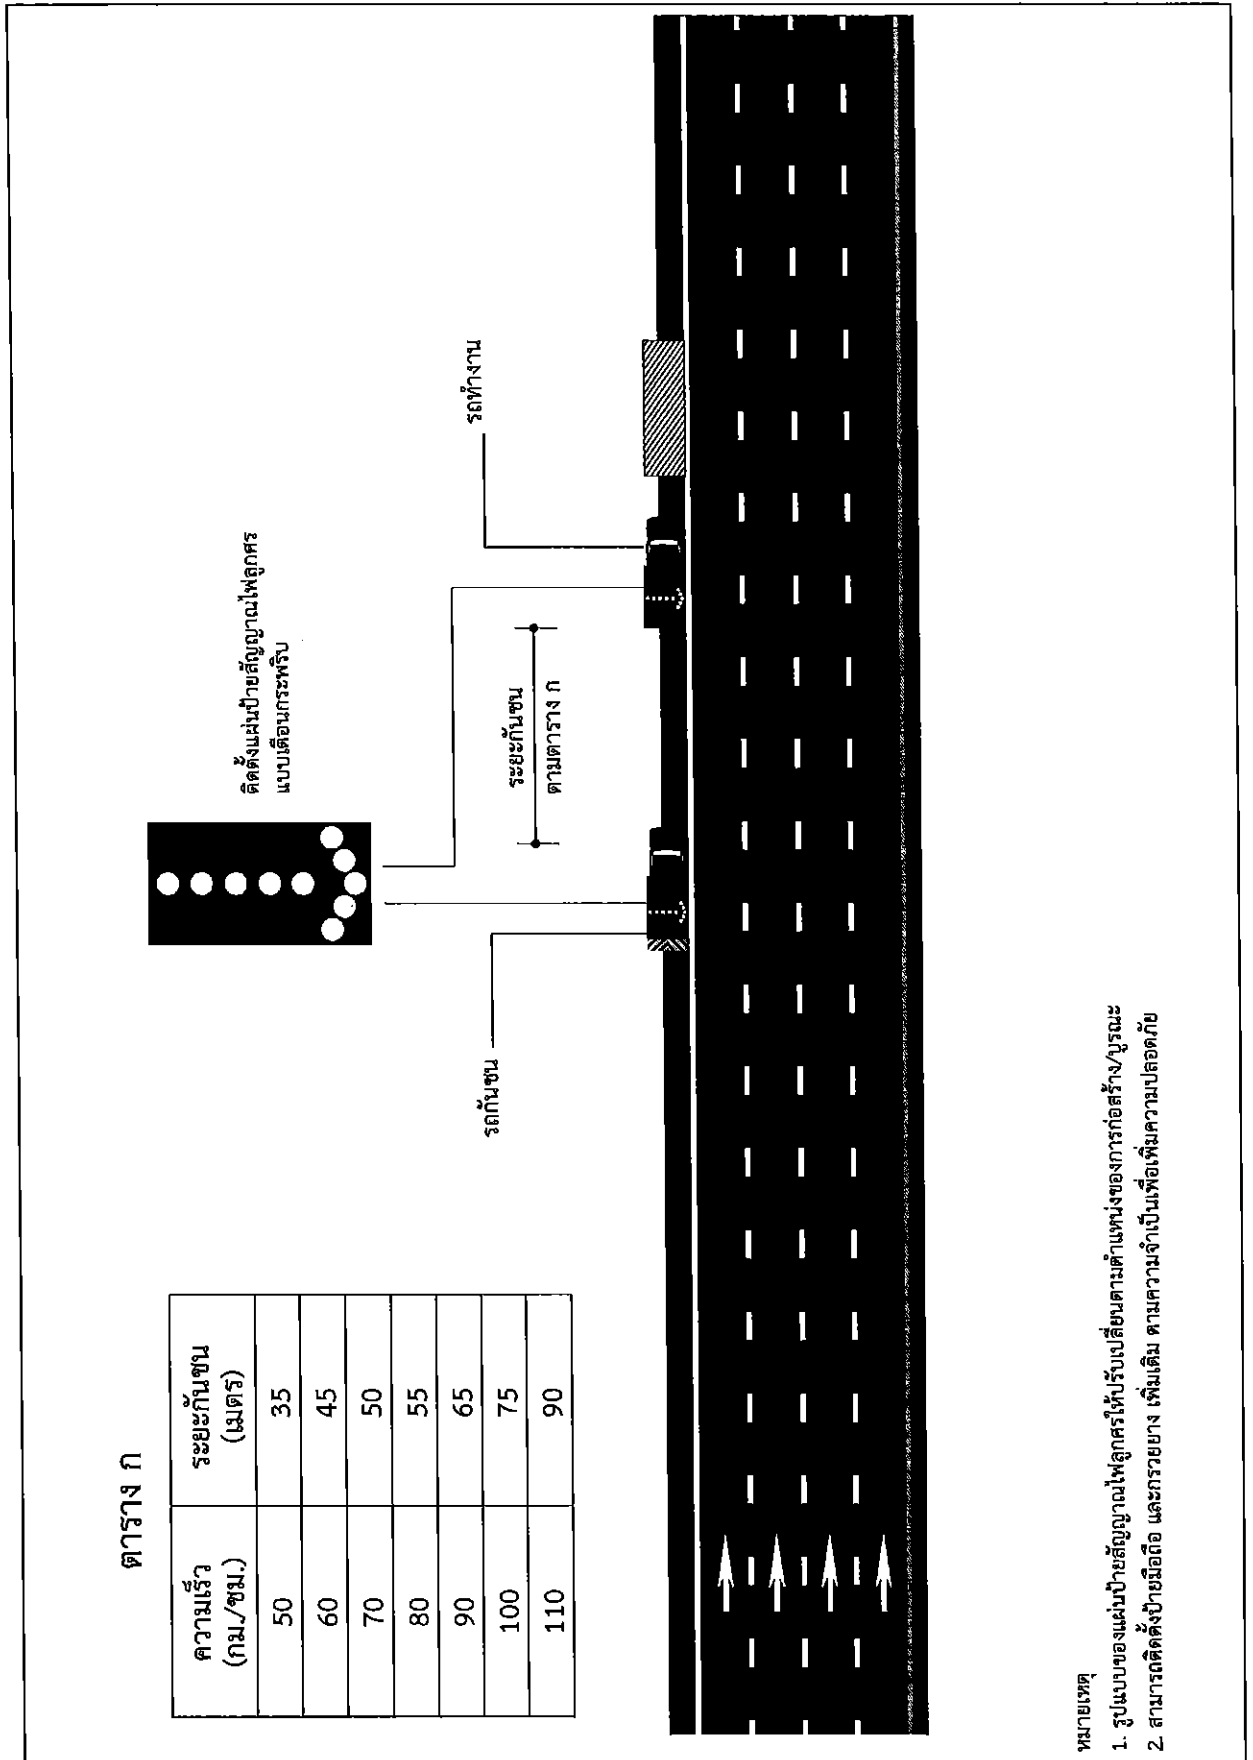 ตาราง ก
ความเร็ว ระยะกันชน
(กม./ชม.) (เมตร)
50 35
60 45
70 50
80 55
90 65
100 75
110 90
ติดตั้งแผ่นป้ายสัญญาณไฟลูกศร
แบบเตือนกระพริบ
รถกันชน
ระยะกันชน
ตามตาราง ก
รถทำงาน
หมายเหตุ
1. รูปแบบของแผ่นป้ายสัญญาณไฟลูกศรให้ปรับเปลี่ยนตามตำแหน่งของการก่อสร้าง/บูรณะ
2. สามารถติดตั้งป้ายมือถือ และกรวยยาง เพิ่มเติม ตามความจำเป็นเพื่อเพิ่มความปลอดภัย